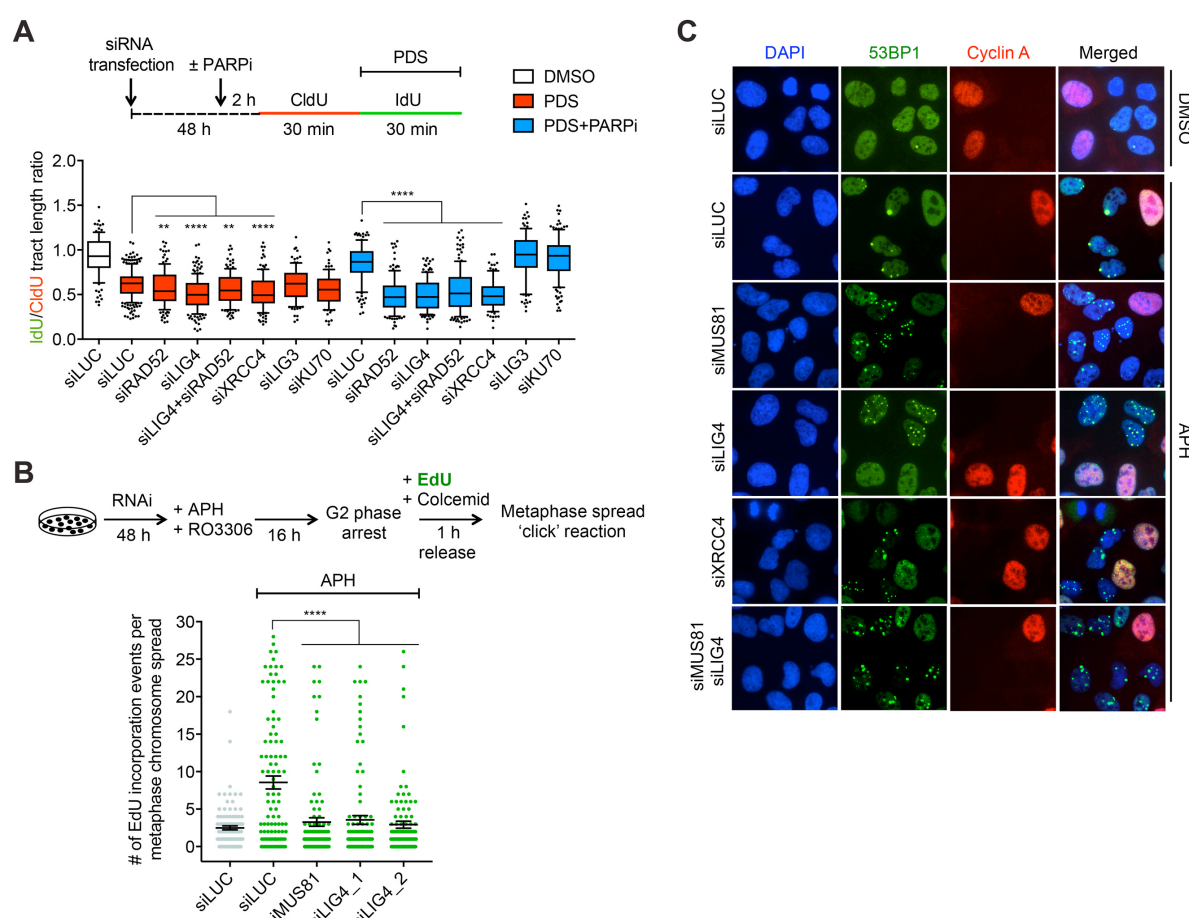 A
siRNA
transfection
± PARPi
2 h
48 h
CldU
30 min
PDS
IdU
30 min
DMSO
PDS
PDS+PARPi
IdU/CldU tract length ratio
2.0
1.5
1.0
0.5
0.0
** **** ** ****
****
siLUC
siLUC
siRAD52
siLIG4
siLIG4+siRAD52
siXRCC4
siLIG3
siKU70
siLUC
siRAD52
siLIG4
siLIG4+siRAD52
siXRCC4
siLIG3
siKU70
B
RNAi
48 h
+ APH
+ RO3306
16 h
G2 phase
arrest
+ EdU
+ Colcemid
1 h
release
Metaphase spread
‘click’ reaction
APH
****
# of EdU incorporation events per
metaphase chromosome spread
30
25
20
15
10
5
0
siLUC
siLUC
iMUS81
iLIG4_1
iLIG4_2
C
DAPI 53BP1 Cyclin A Merged
siLUC
siLUC
siMUS81
siLIG4
siXRCC4
siMUS81
siLIG4
DMSO
APH